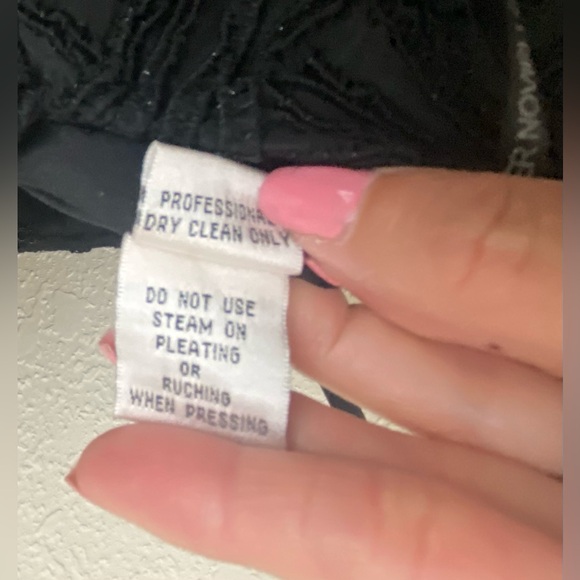 PROFESSIONAL
DRY CLEAN ONLY
DO NOT USE
STEAM ON
PLEATING
OR
RUCHING
WHEN PRESSING